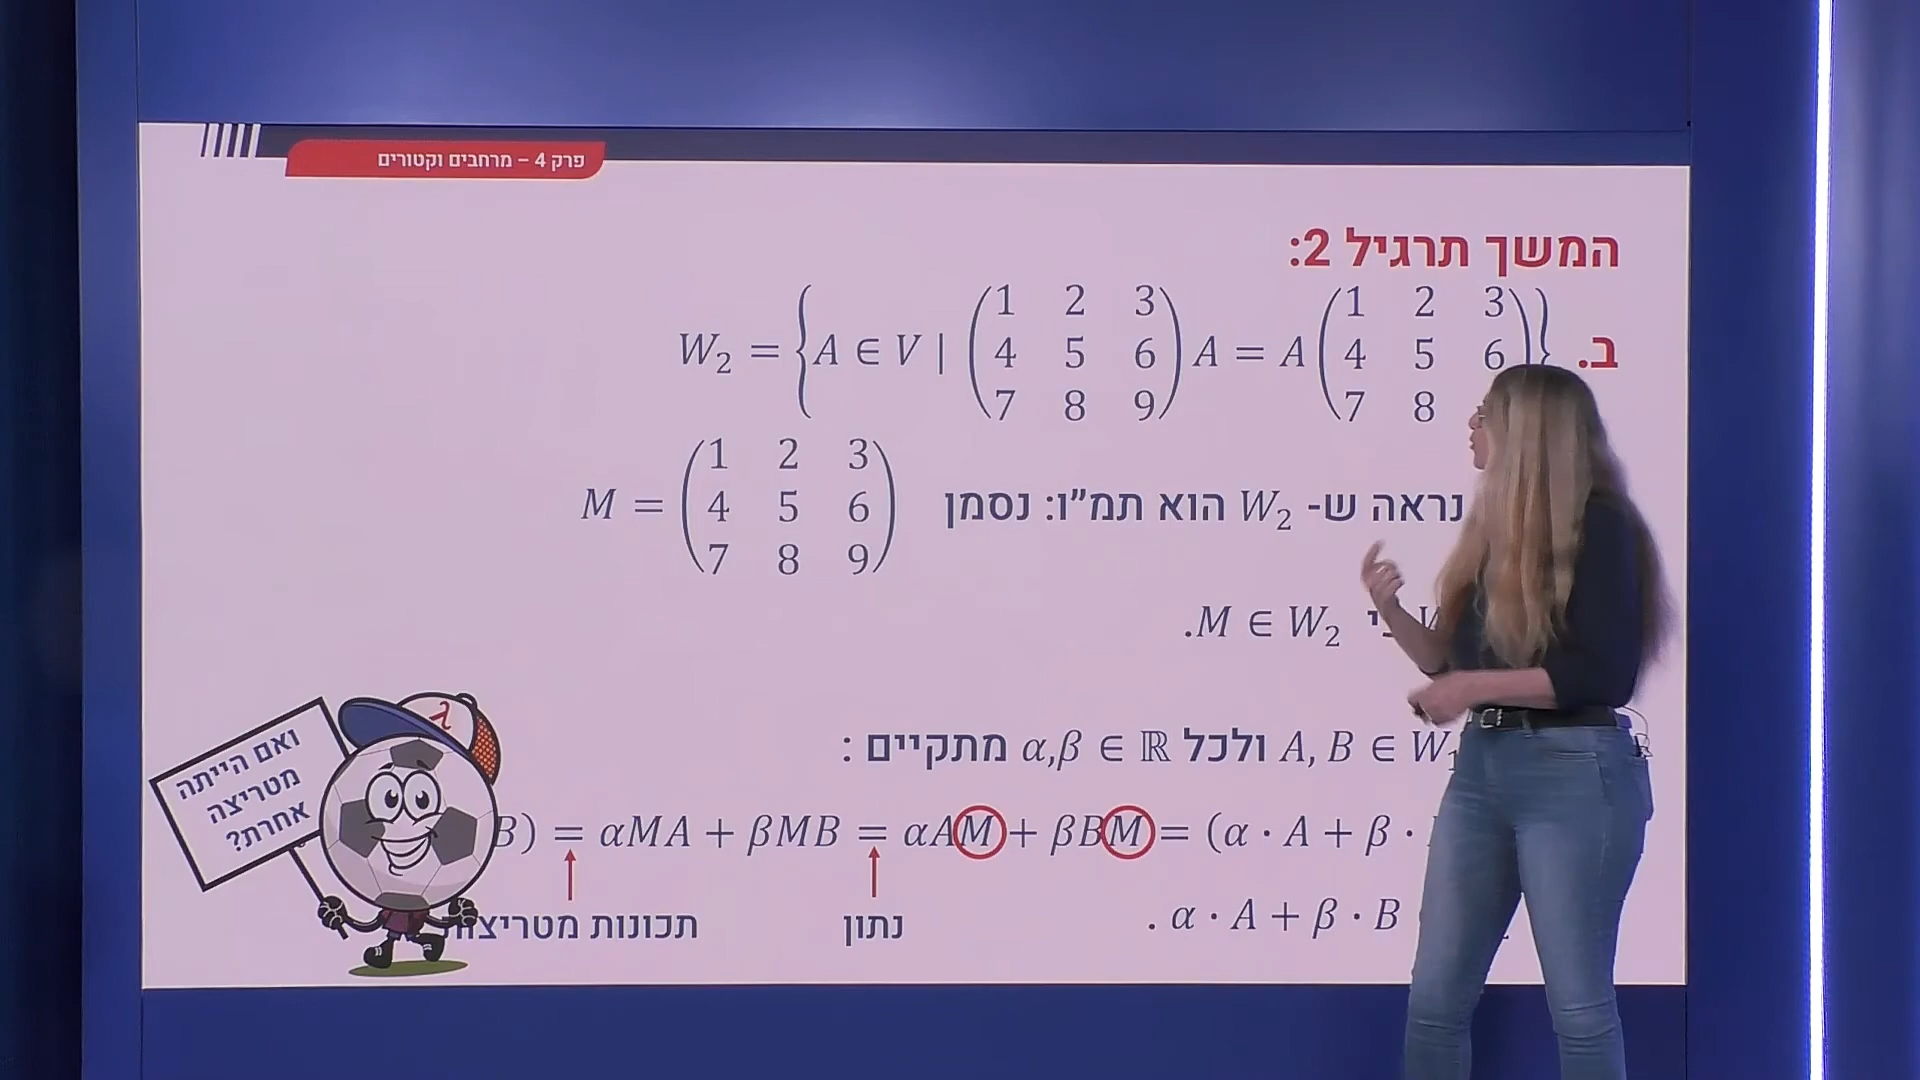 פרק 4 – מרחבים וקטורים
המשך תרגיל 2:
ב. W₂ = {A ∈ V | (1 2 3
4 5 6
7 8 9) A = A (1 2 3
4 5 6
7 8)}
נראה ש- W₂ הוא תמ"ו: נסמן M = (1 2 3
4 5 6
7 8 9)
M ∈ W₂.
A, B ∈ W₁ ולכל α,β ∈ ℝ מתקיים :
B) = αMA + βMB = αAM + βBM = (α · A + β ·
תכונות נתון
α · A + β · B .
ואם הייתה
מטריצה
אחרת?
λ